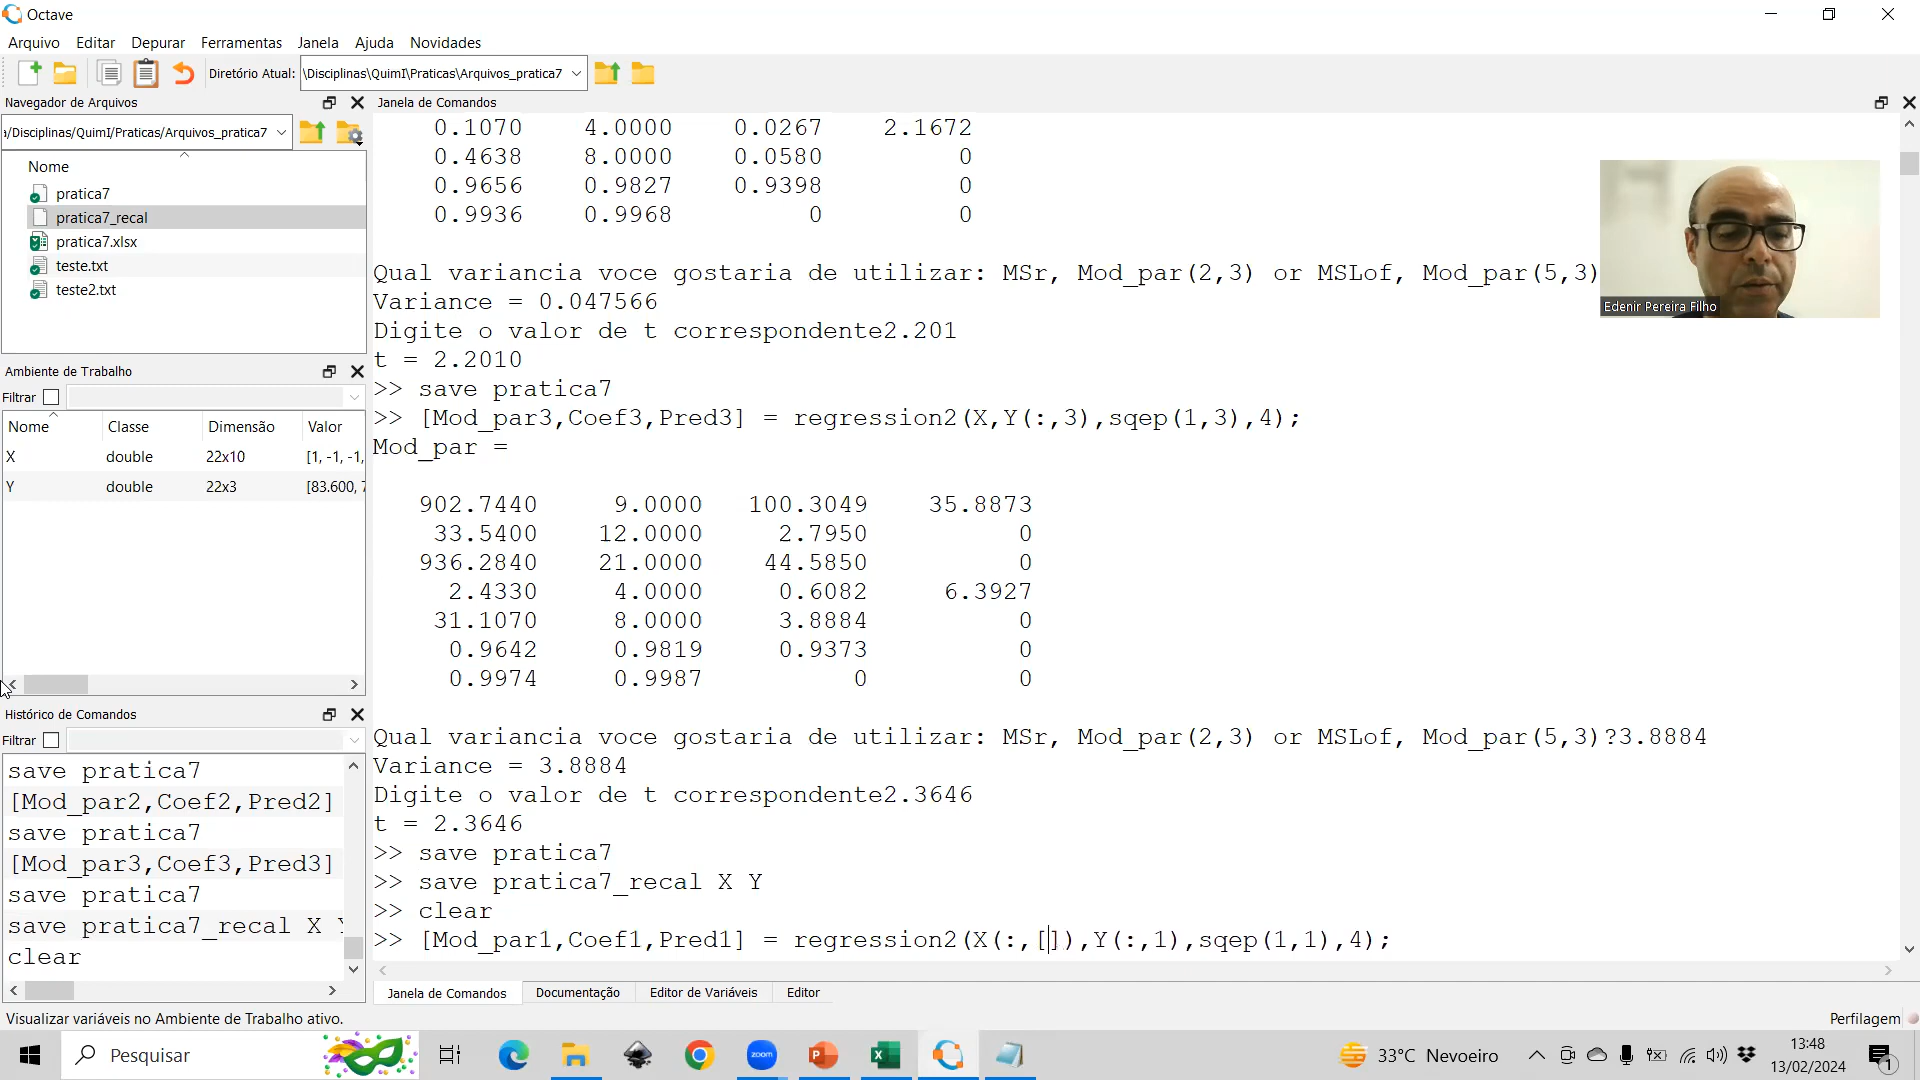 Octave
Arquivo Editar Depurar Ferramentas Janela Ajuda Novidades
Diretório Atual: \Disciplinas\QuimI\Praticas\Arquivos_pratica7
Navegador de Arquivos
/Disciplinas/QuimI/Praticas/Arquivos_pratica7
Nome
pratica7
pratica7_recal
pratica7.xlsx
teste.txt
teste2.txt
Ambiente de Trabalho
Filtrar
Nome Classe Dimensão Valor
X double 22x10 [1, -1, -1,
Y double 22x3 [83.600, 7
Histórico de Comandos
Filtrar
save pratica7
[Mod_par2,Coef2,Pred2]
save pratica7
[Mod_par3,Coef3,Pred3]
save pratica7
save pratica7_recal X Y
clear
Visualizar variáveis no Ambiente de Trabalho ativo.
Janela de Comandos
0.1070 4.0000 0.0267 2.1672
0.4638 8.0000 0.0580 0
0.9656 0.9827 0.9398 0
0.9936 0.9968 0 0
Qual variancia voce gostaria de utilizar: MSr, Mod_par(2,3) or MSLof, Mod_par(5,3)
Variance = 0.047566
Digite o valor de t correspondente2.201
t = 2.2010
>> save pratica7
>> [Mod_par3,Coef3,Pred3] = regression2(X,Y(:,3),sqep(1,3),4);
Mod_par =
902.7440 9.0000 100.3049 35.8873
33.5400 12.0000 2.7950 0
936.2840 21.0000 44.5850 0
2.4330 4.0000 0.6082 6.3927
31.1070 8.0000 3.8884 0
0.9642 0.9819 0.9373 0
0.9974 0.9987 0 0
Qual variancia voce gostaria de utilizar: MSr, Mod_par(2,3) or MSLof, Mod_par(5,3)?3.8884
Variance = 3.8884
Digite o valor de t correspondente2.3646
t = 2.3646
>> save pratica7
>> save pratica7_recal X Y
>> clear
>> [Mod_par1,Coef1,Pred1] = regression2(X(:,[]),Y(:,1),sqep(1,1),4);
Janela de Comandos Documentação Editor de Variáveis Editor
Perfilagem
Edenir Pereira Filho
Pesquisar
zoom
33°C Nevoeiro
13:48
13/02/2024
1